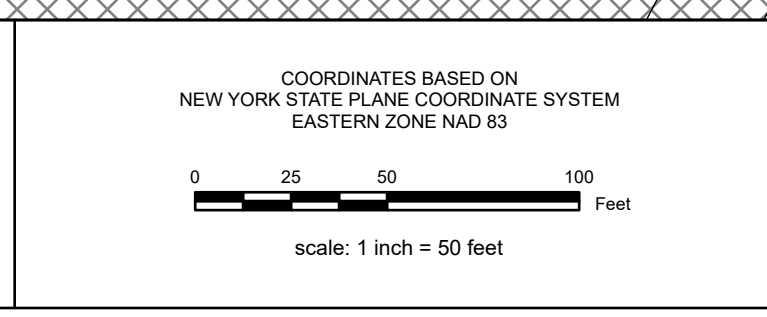 COORDINATES BASED ON
NEW YORK STATE PLANE COORDINATE SYSTEM
EASTERN ZONE NAD 83
0 25 50 100
Feet
scale: 1 inch = 50 feet